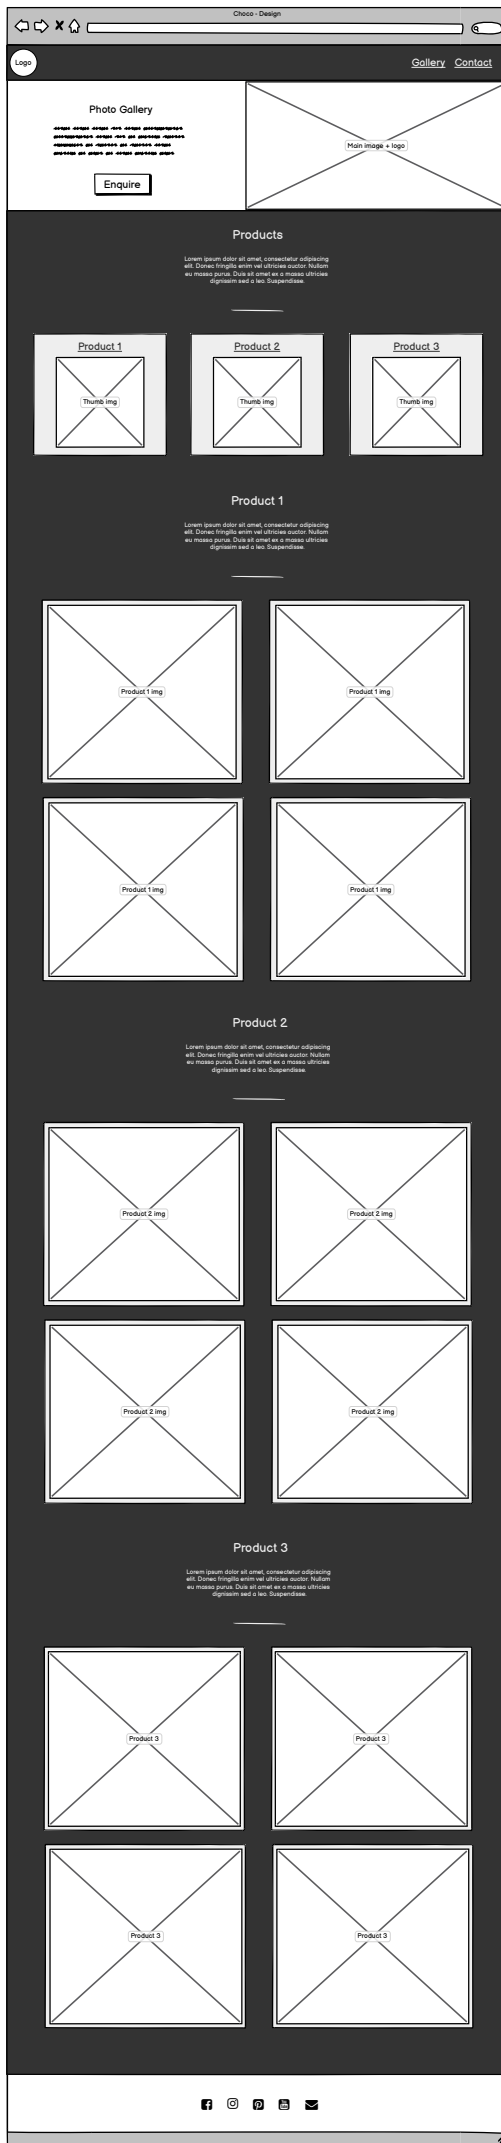 Choco - Design
Logo
Gallery Contact
Photo Gallery
Main image + logo
Enquire
Products
Lorem ipsum dolor sit amet, consectetur adipiscing
elit. Donec fringilla enim vel ultricies auctor. Nullam
eu massa purus. Duis sit amet ex a massa ultricies
dignissim sed a leo. Suspendisse.
Product 1 Product 2 Product 3
Thumb img Thumb img Thumb img
Product 1
Lorem ipsum dolor sit amet, consectetur adipiscing
elit. Donec fringilla enim vel ultricies auctor. Nullam
eu massa purus. Duis sit amet ex a massa ultricies
dignissim sed a leo. Suspendisse.
Product 1 img Product 1 img
Product 1 img Product 1 img
Product 2
Lorem ipsum dolor sit amet, consectetur adipiscing
elit. Donec fringilla enim vel ultricies auctor. Nullam
eu massa purus. Duis sit amet ex a massa ultricies
dignissim sed a leo. Suspendisse.
Product 2 img Product 2 img
Product 2 img Product 2 img
Product 3
Lorem ipsum dolor sit amet, consectetur adipiscing
elit. Donec fringilla enim vel ultricies auctor. Nullam
eu massa purus. Duis sit amet ex a massa ultricies
dignissim sed a leo. Suspendisse.
Product 3 Product 3
Product 3 Product 3